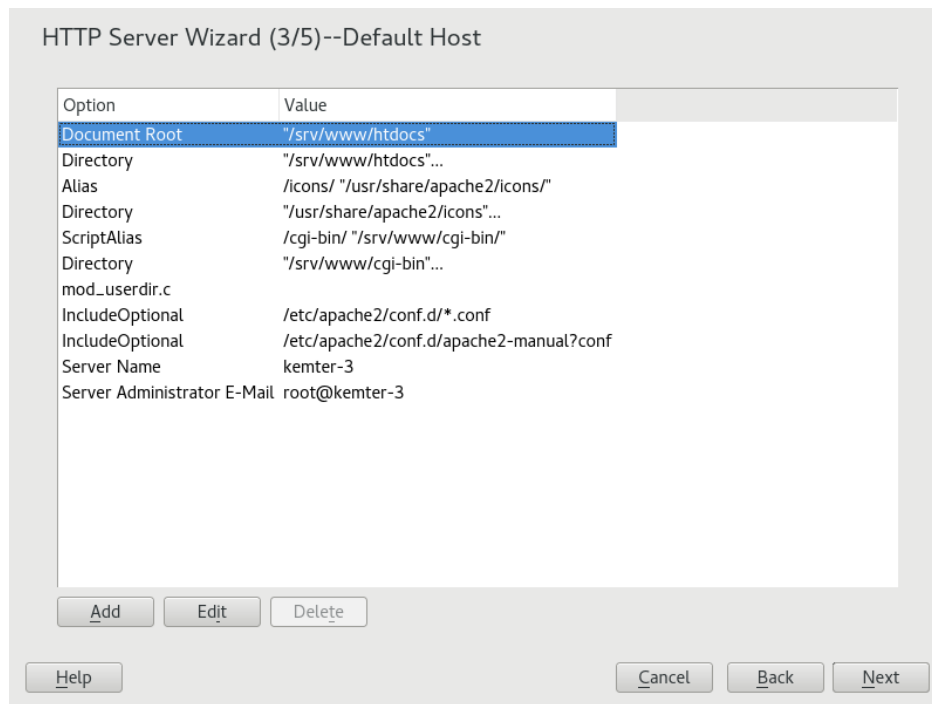 HTTP Server Wizard (3/5)--Default Host
Option Value
Document Root "/srv/www/htdocs"
Directory "/srv/www/htdocs"...
Alias /icons/ "/usr/share/apache2/icons/"
Directory "/usr/share/apache2/icons"...
ScriptAlias /cgi-bin/ "/srv/www/cgi-bin/"
Directory "/srv/www/cgi-bin"...
mod_userdir.c
IncludeOptional /etc/apache2/conf.d/*.conf
IncludeOptional /etc/apache2/conf.d/apache2-manual?conf
Server Name kemter-3
Server Administrator E-Mail root@kemter-3
Add Edit Delete
Help Cancel Back Next